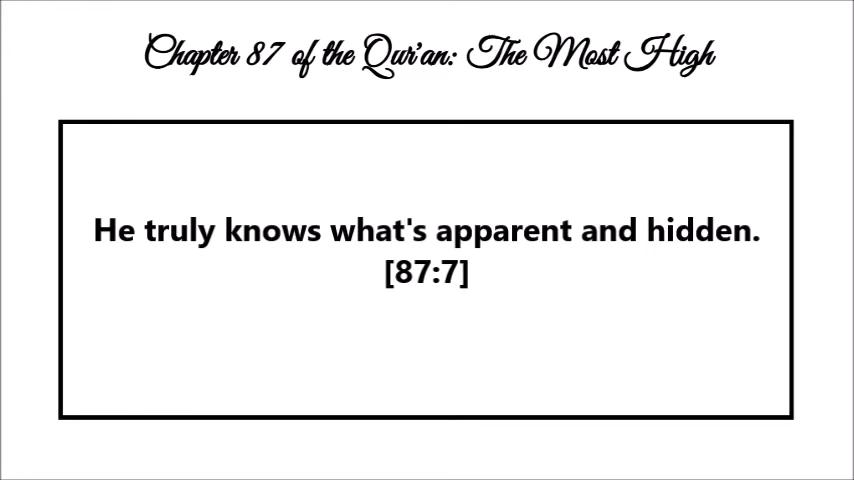 Chapter 87 of the Qur'an: The Most High
He truly knows what's apparent and hidden.
[87:7]